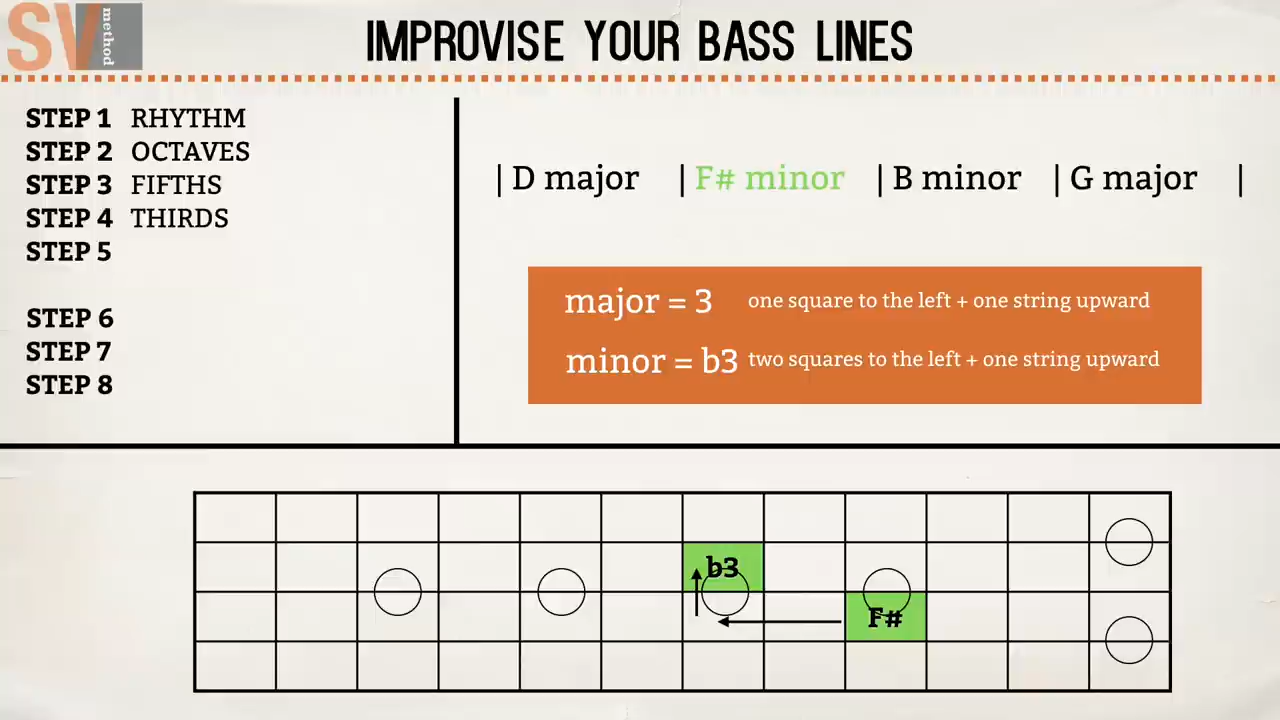 SV method
IMPROVISE YOUR BASS LINES
STEP 1 RHYTHM
STEP 2 OCTAVES
STEP 3 FIFTHS
STEP 4 THIRDS
STEP 5
STEP 6
STEP 7
STEP 8
| D major | F# minor | B minor | G major |
major = 3 one square to the left + one string upward
minor = b3 two squares to the left + one string upward
b3
F#